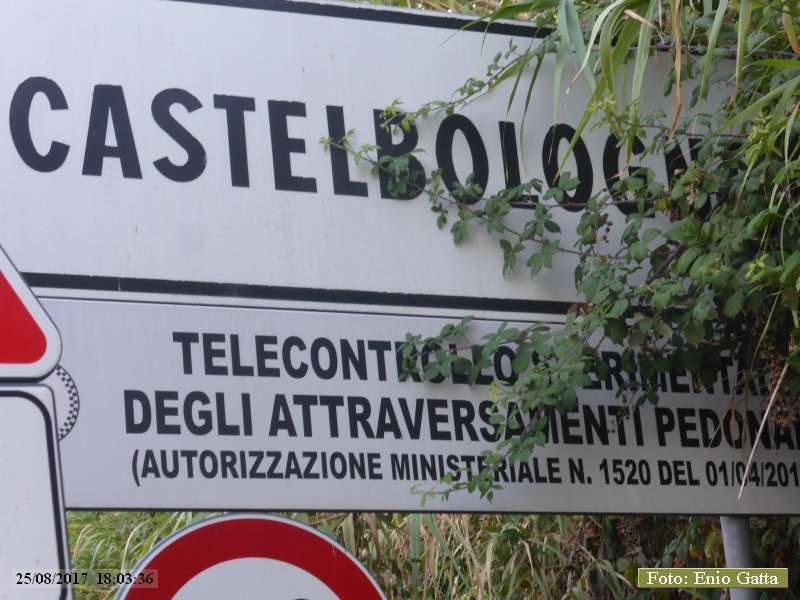 CASTELBOLOGN
TELECONTROLLO SPERIMENTA
DEGLI ATTRAVERSAMENTI PEDONA
(AUTORIZZAZIONE MINISTERIALE N. 1520 DEL 01/04/201
25/08/2017 18:03:36
Foto: Enio Gatta